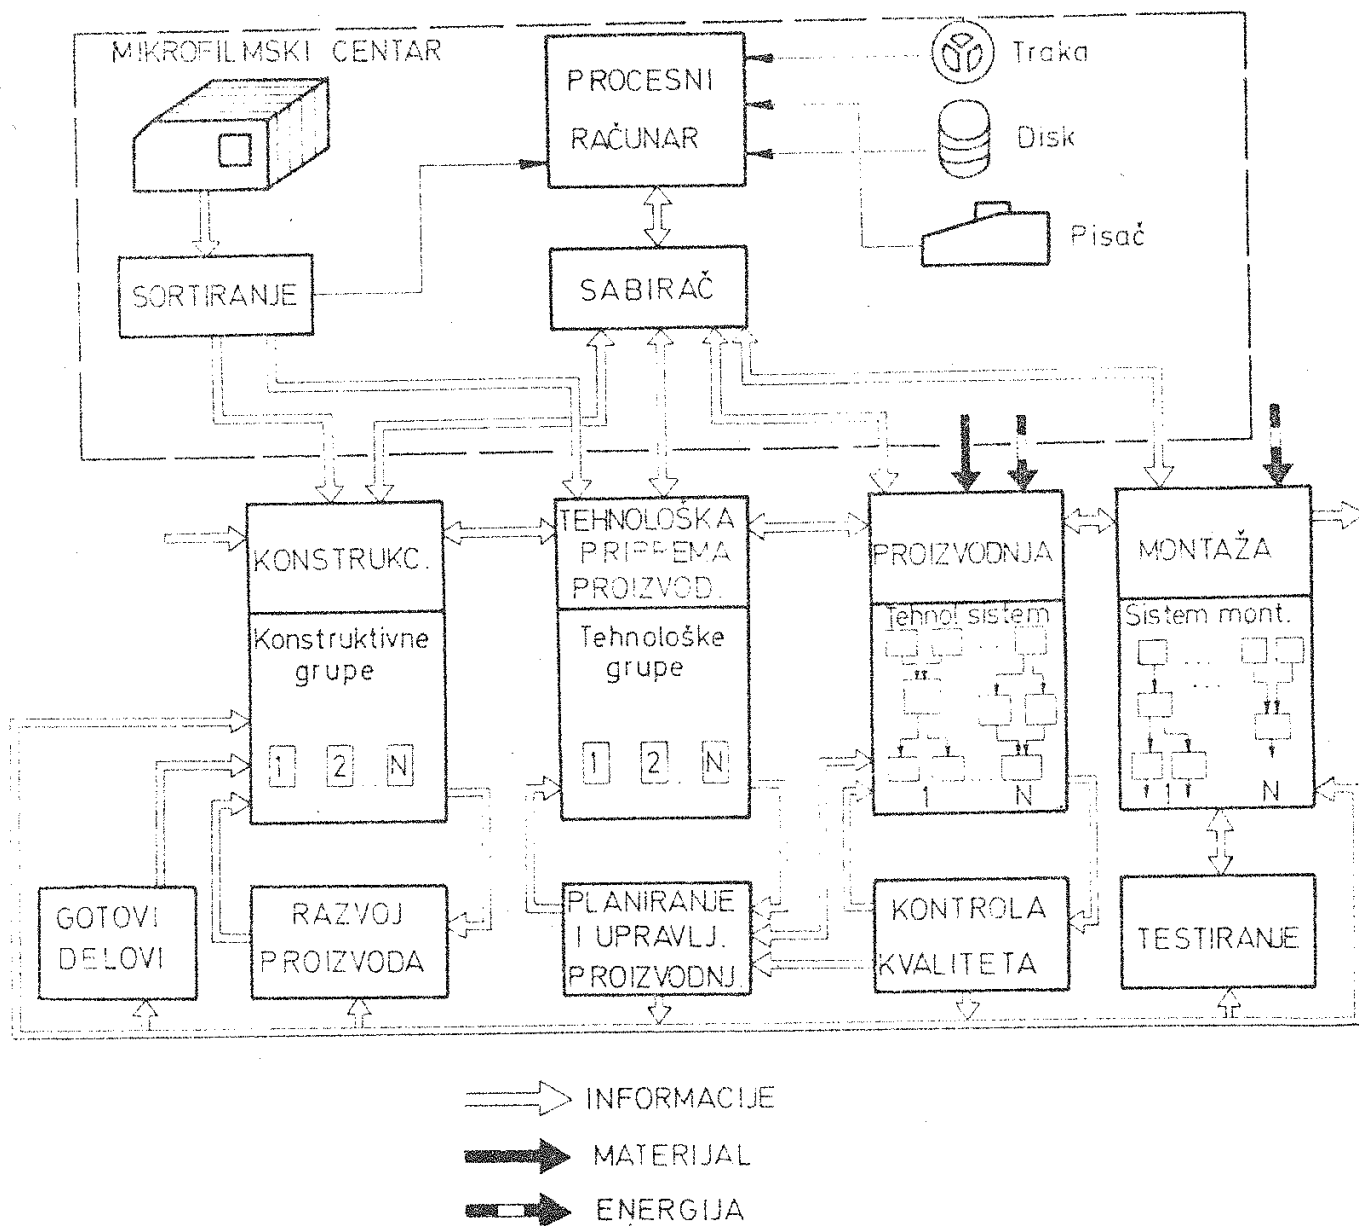 MIKROFILMSKI CENTAR
PROCESNI
RAČUNAR
Traka
Disk
Pisač
SORTIRANJE
SABIRAČ
KONSTRUKC.
TEHNOLOŠKA
PRIPREMA
PROIZVOD.
PROIZVODNJA
MONTAŽA
Konstruktivne
grupe
1 2 .. N
Tehnološke
grupe
1 2 . N
Tehnol sistem
...
...
1 N
Sistem mont.
...
...
1 N
GOTOVI
DELOVI
RAZVOJ
PROIZVODA
PLANIRANJE
I UPRAVLJ.
PROIZVODNJ.
KONTROLA
KVALITETA
TESTIRANJE
INFORMACIJE
MATERIJAL
ENERGIJA